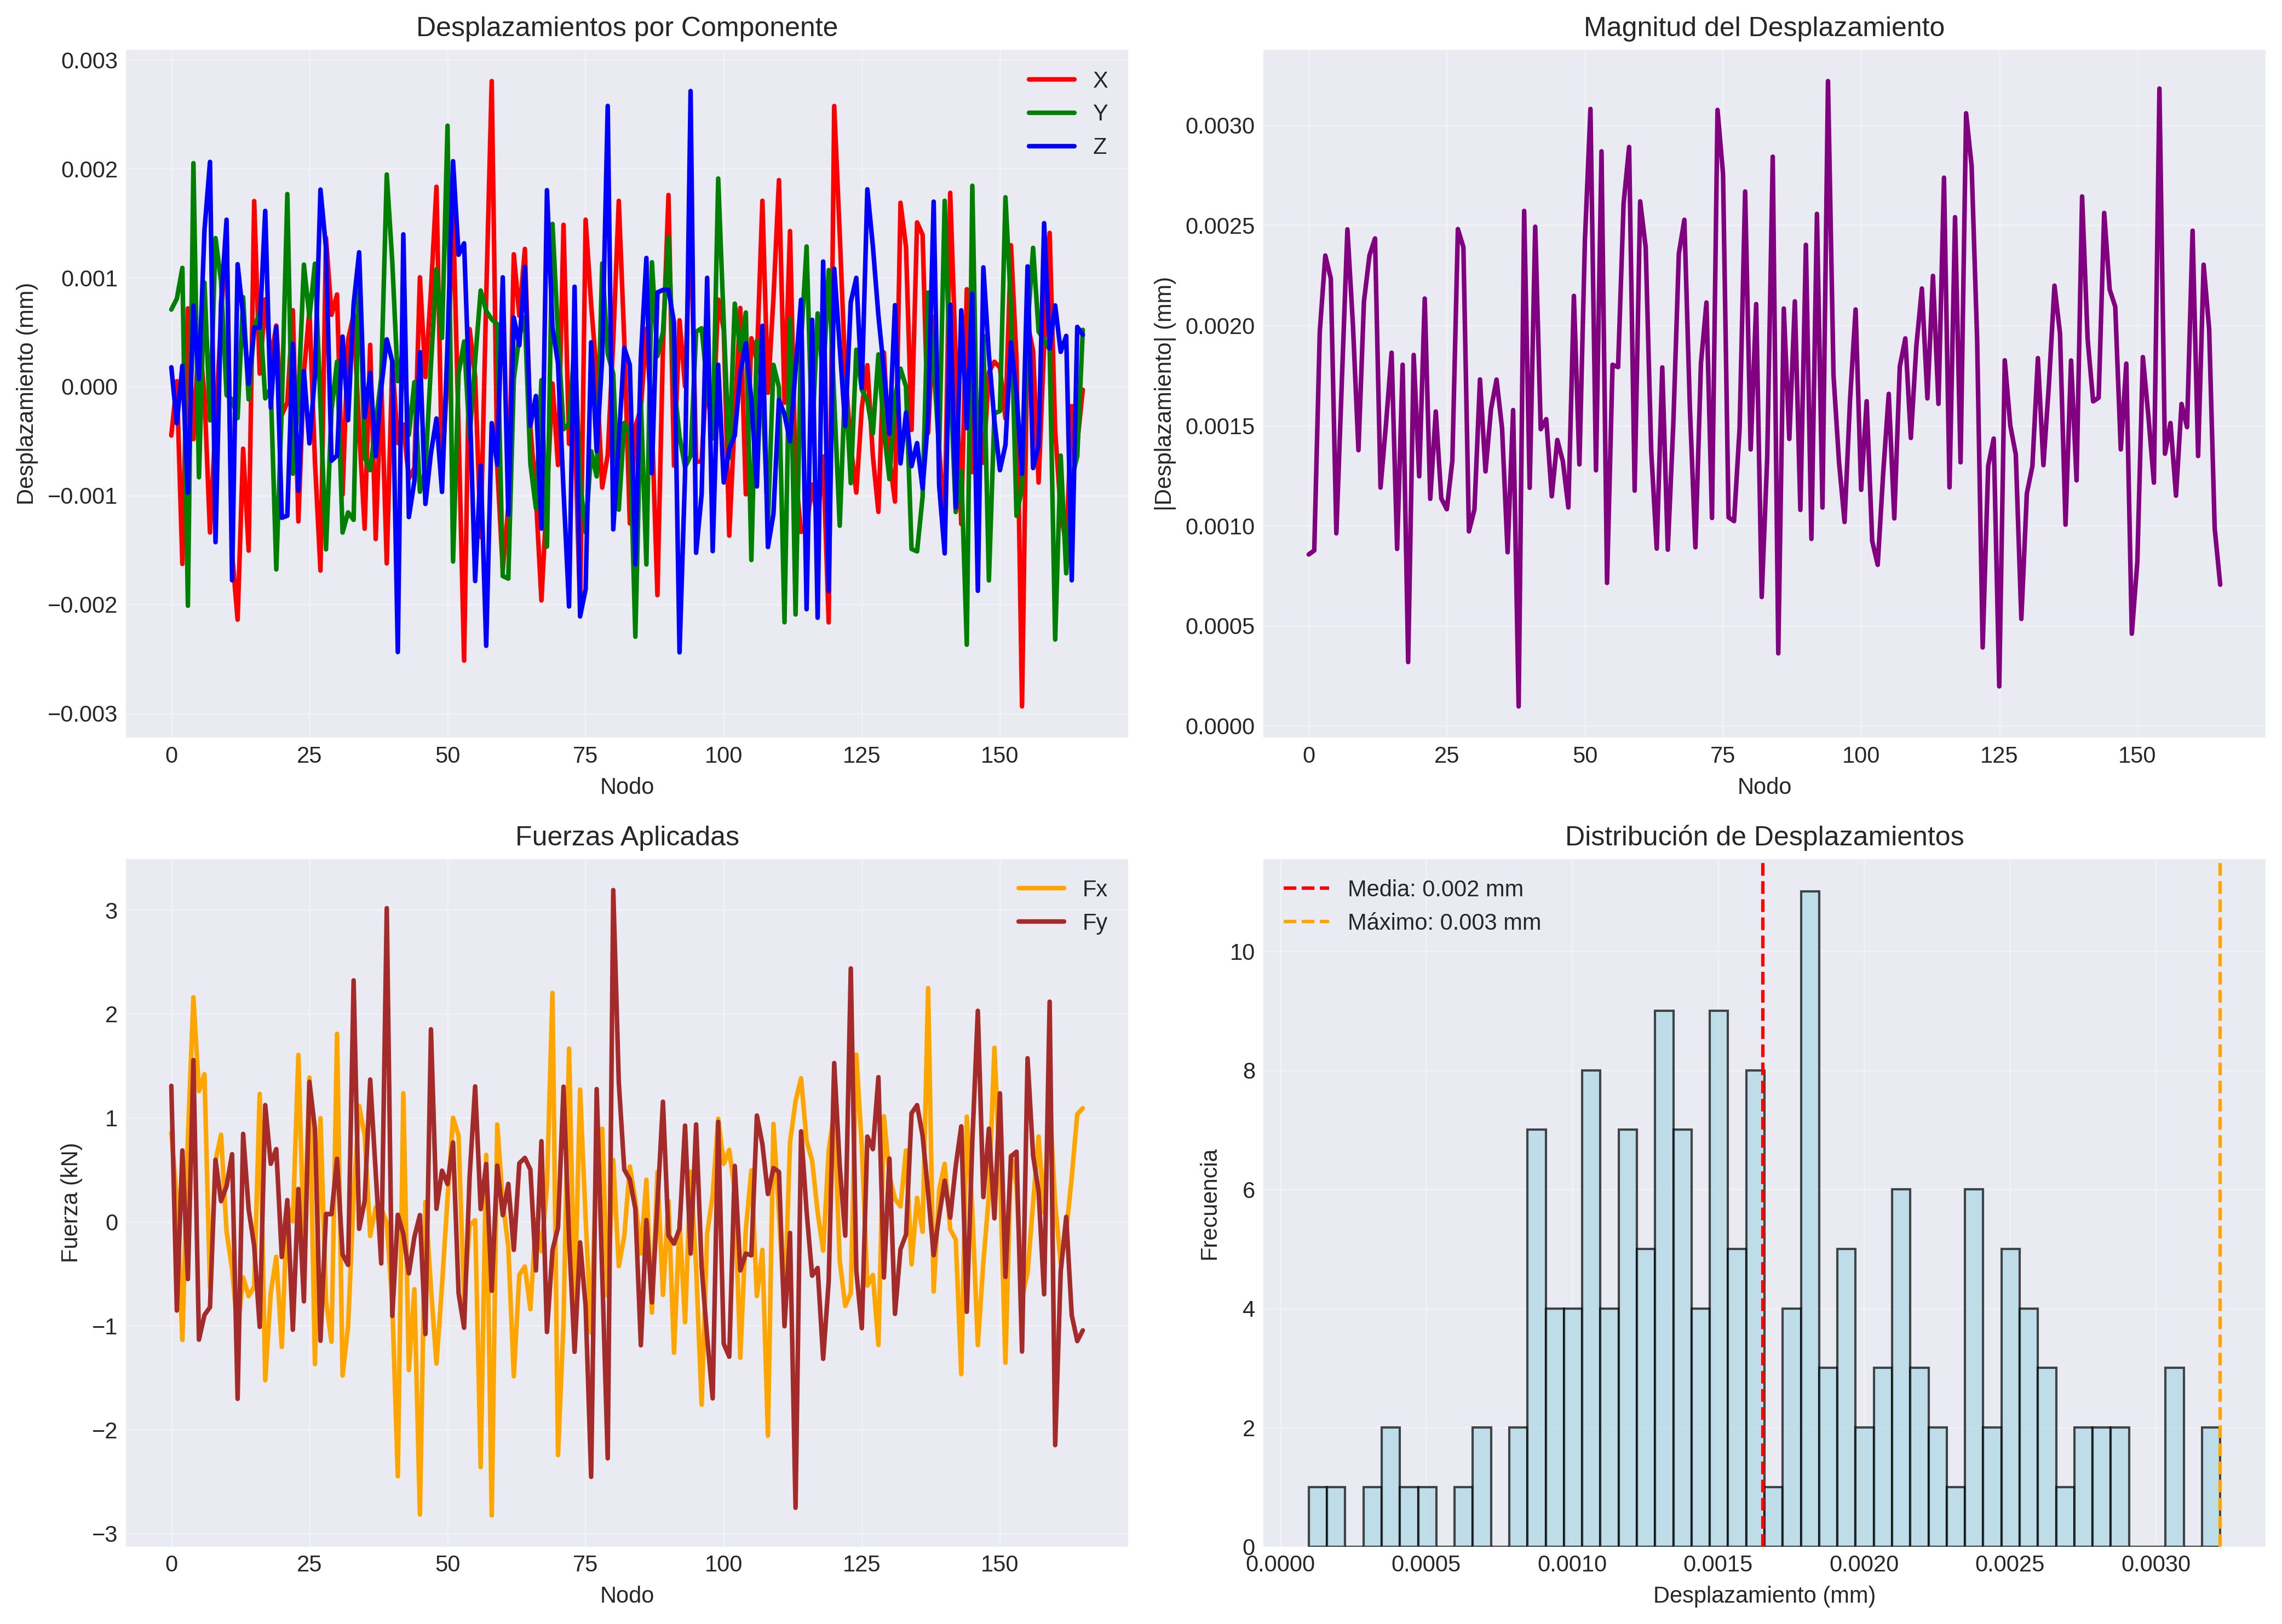 Desplazamientos por Componente
Desplazamiento (mm)
0.003
0.002
0.001
0.000
−0.001
−0.002
−0.003
X
Y
Z
0 25 50 75 100 125 150
Nodo
Magnitud del Desplazamiento
|Desplazamiento| (mm)
0.0030
0.0025
0.0020
0.0015
0.0010
0.0005
0.0000
0 25 50 75 100 125 150
Nodo
Fuerzas Aplicadas
Fuerza (kN)
3
2
1
0
−1
−2
−3
Fx
Fy
0 25 50 75 100 125 150
Nodo
Distribución de Desplazamientos
Frecuencia
10
8
6
4
2
0
Media: 0.002 mm
Máximo: 0.003 mm
0.0000 0.0005 0.0010 0.0015 0.0020 0.0025 0.0030
Desplazamiento (mm)